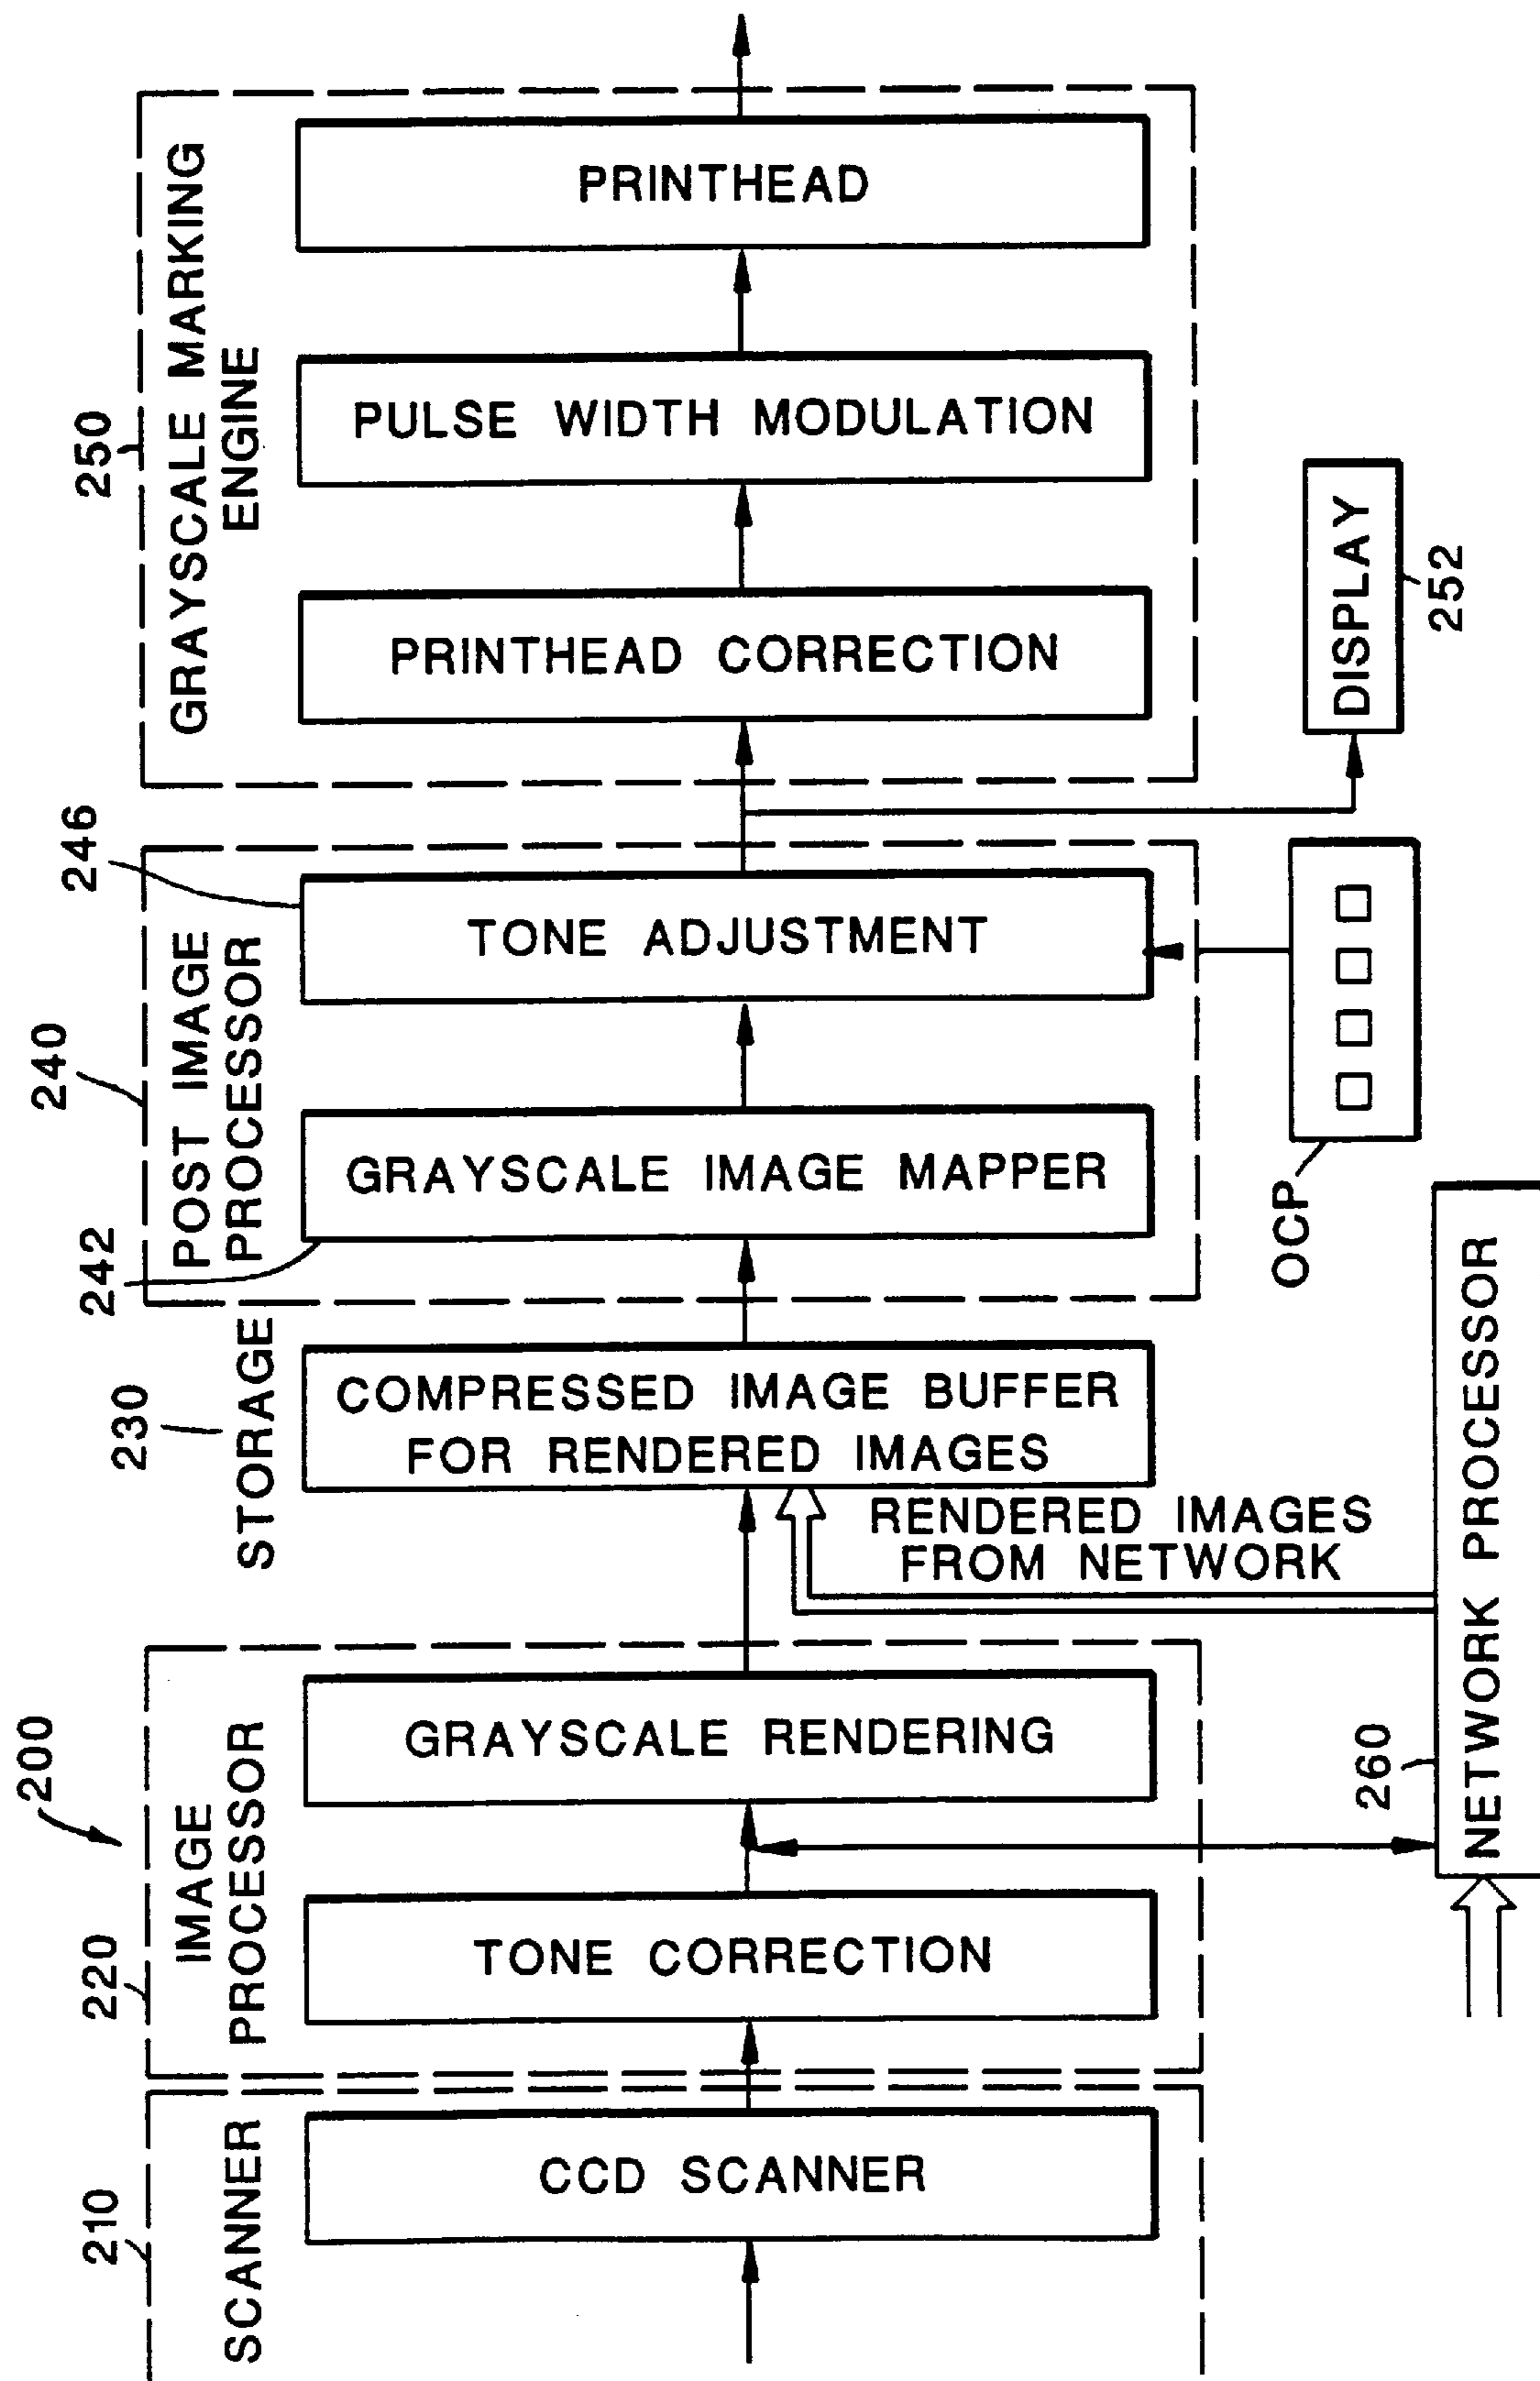 250
GRAYSCALE MARKING
ENGINE
PRINTHEAD
PULSE WIDTH MODULATION
PRINTHEAD CORRECTION
DISPLAY
252
246
240
POST IMAGE
PROCESSOR
TONE ADJUSTMENT
GRAYSCALE IMAGE MAPPER
242
OCP
230
STORAGE
COMPRESSED IMAGE BUFFER
FOR RENDERED IMAGES
RENDERED IMAGES
FROM NETWORK
NETWORK PROCESSOR
260
200
IMAGE
PROCESSOR
220
GRAYSCALE RENDERING
TONE CORRECTION
210
SCANNER
CCD SCANNER